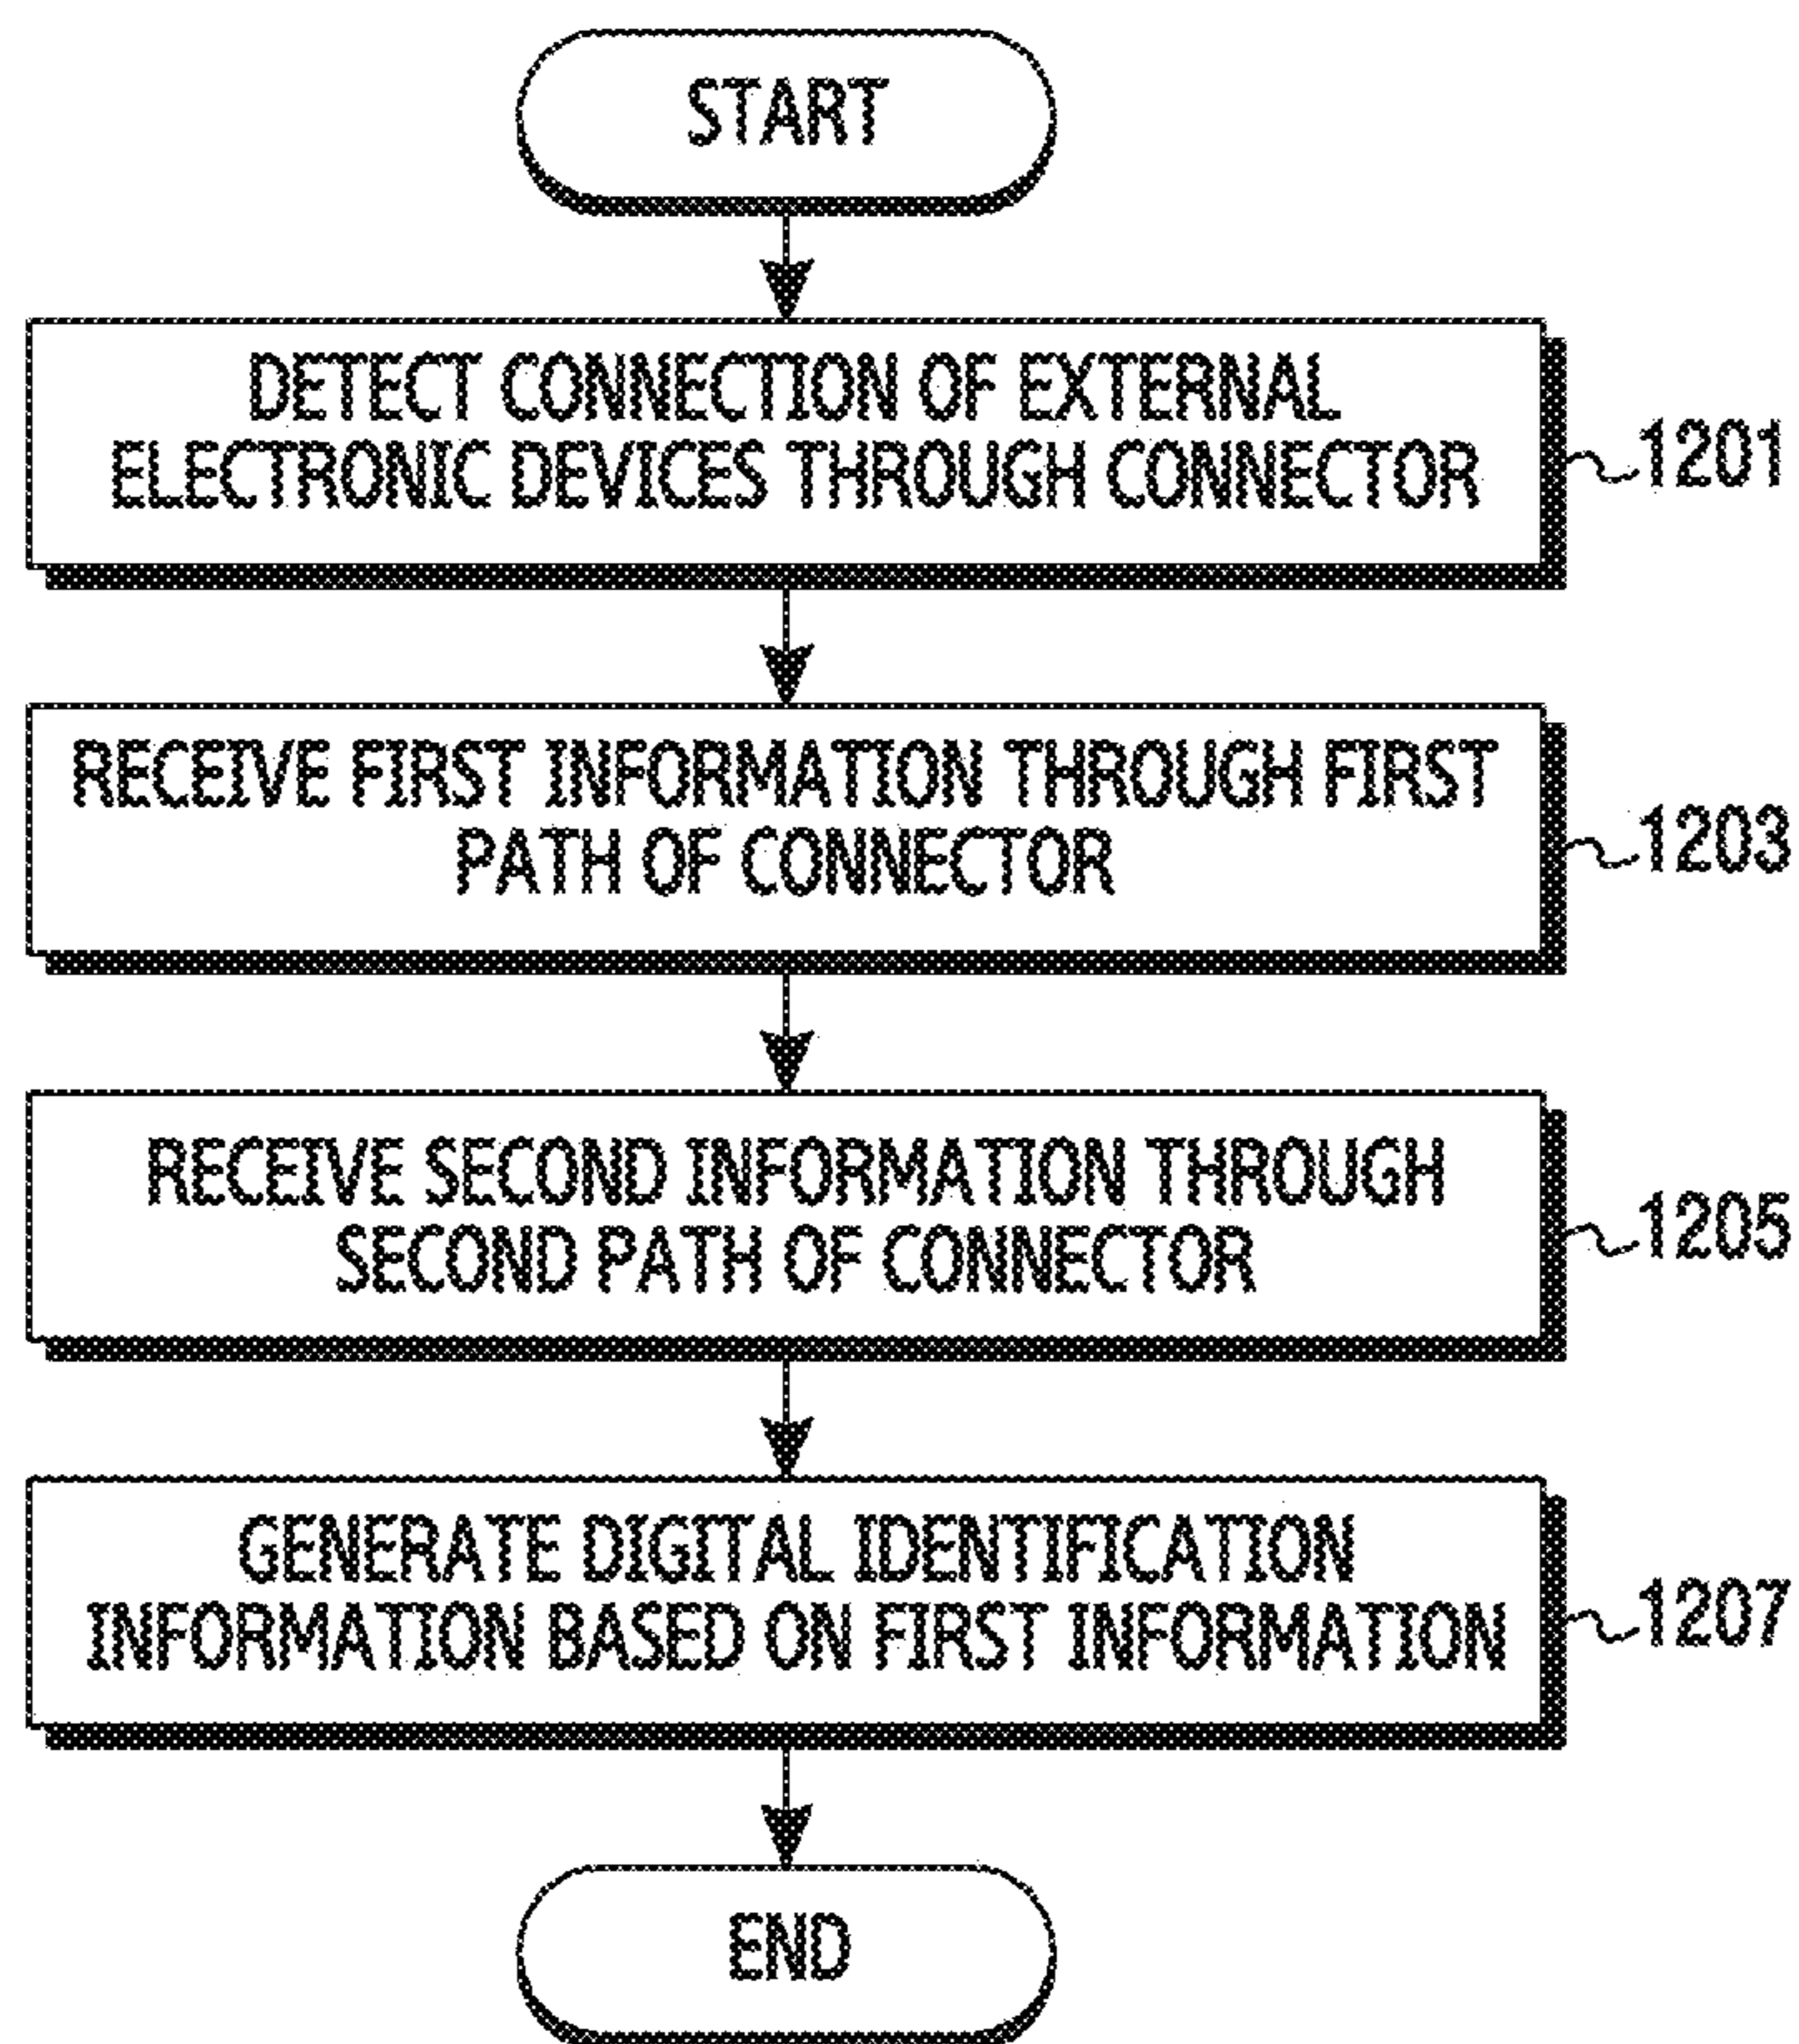 START
DETECT CONNECTION OF EXTERNAL
ELECTRONIC DEVICES THROUGH CONNECTOR
1201
RECEIVE FIRST INFORMATION THROUGH FIRST
PATH OF CONNECTOR
1203
RECEIVE SECOND INFORMATION THROUGH
SECOND PATH OF CONNECTOR
1205
GENERATE DIGITAL IDENTIFICATION
INFORMATION BASED ON FIRST INFORMATION
1207
END